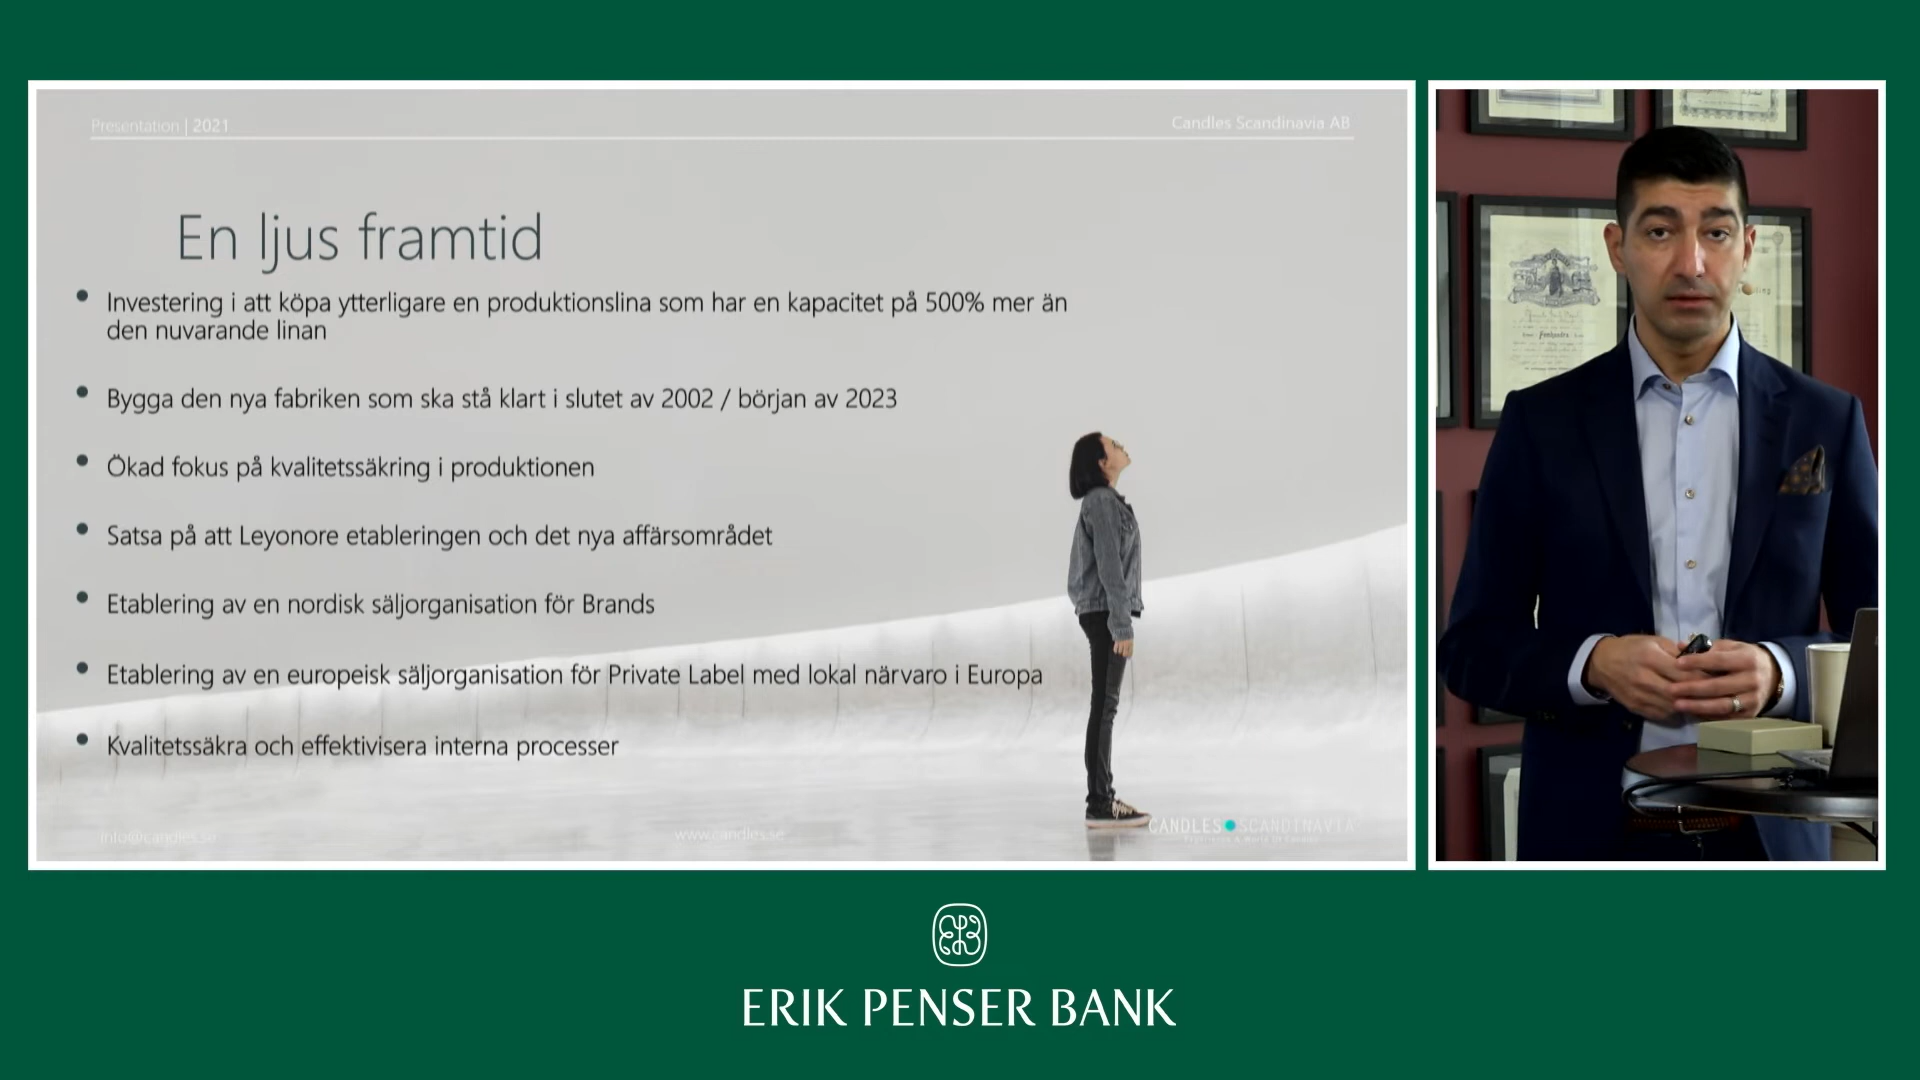 Presentation | 2021
Candles Scandinavia AB
En ljus framtid
• Investering i att köpa ytterligare en produktionslina som har en kapacitet på 500% mer än
den nuvarande linan
• Bygga den nya fabriken som ska stå klart i slutet av 2002 / början av 2023
• Ökad fokus på kvalitetssäkring i produktionen
• Satsa på att Leyonore etableringen och det nya affärsområdet
• Etablering av en nordisk säljorganisation för Brands
• Etablering av en europeisk säljorganisation för Private Label med lokal närvaro i Europa
• Kvalitetssäkra och effektivisera interna processer
info@candles.se
www.candles.se
CANDLES SCANDINAVIA
ERIK PENSER BANK